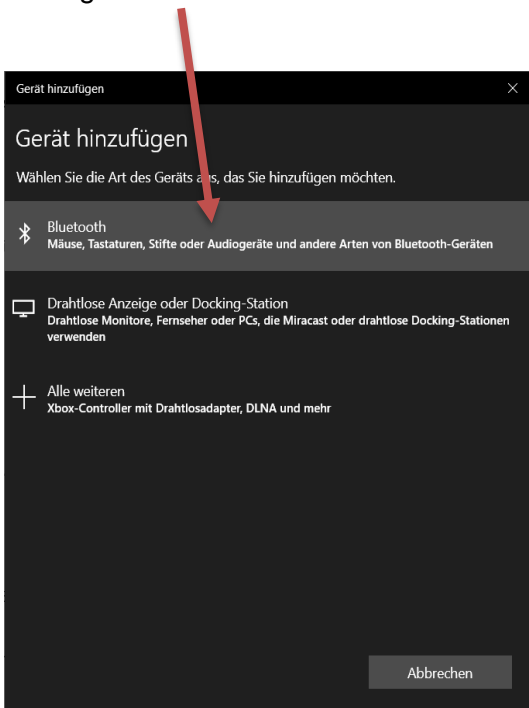 Gerät hinzufügen
Gerät hinzufügen
Wählen Sie die Art des Geräts aus, das Sie hinzufügen möchten.
Bluetooth
Mäuse, Tastaturen, Stifte oder Audiogeräte und andere Arten von Bluetooth-Geräten
Drahtlose Anzeige oder Docking-Station
Drahtlose Monitore, Fernseher oder PCs, die Miracast oder drahtlose Docking-Stationen
verwenden
Alle weiteren
Xbox-Controller mit Drahtlosadapter, DLNA und mehr
Abbrechen